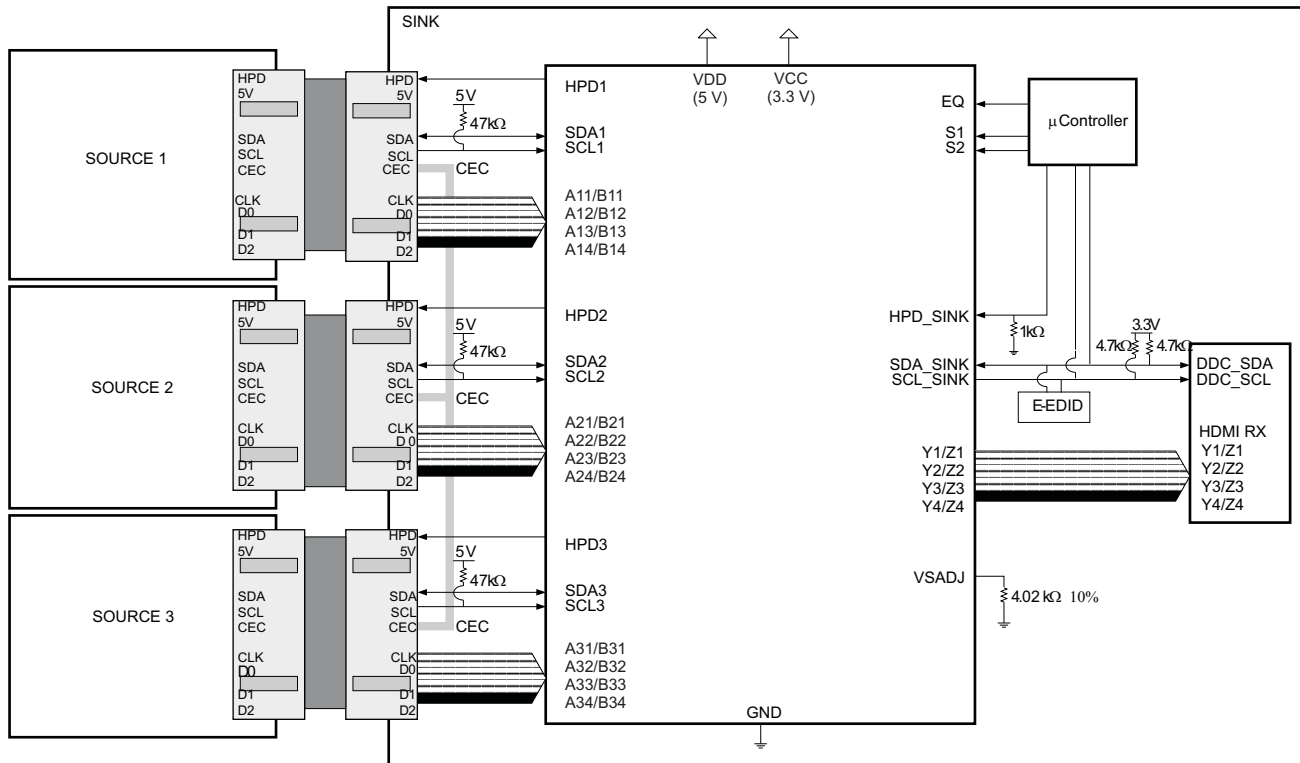 SINK
SOURCE 1
HPD
5V
SDA
SCL
CEC
CLK
D0
D1
D2
HPD
5V
SDA
SCL
CEC
CLK
D0
D1
D2
5V
47kΩ
CEC
HPD1
SDA1
SCL1
A11/B11
A12/B12
A13/B13
A14/B14
VDD
(5 V)
VCC
(3.3 V)
EQ
S1
S2
μController
SOURCE 2
HPD
5V
SDA
SCL
CEC
CLK
D0
D1
D2
HPD
5V
SDA
SCL
CEC
CLK
D0
D1
D2
5V
47kΩ
CEC
HPD2
SDA2
SCL2
A21/B21
A22/B22
A23/B23
A24/B24
HPD_SINK
1kΩ
3.3V
4.7kΩ
4.7kΩ
SDA_SINK
SCL_SINK
E-EDID
DDC_SDA
DDC_SCL
HDMI RX
Y1/Z1
Y2/Z2
Y3/Z3
Y4/Z4
Y1/Z1
Y2/Z2
Y3/Z3
Y4/Z4
SOURCE 3
HPD
5V
SDA
SCL
CEC
CLK
D0
D1
D2
HPD
5V
SDA
SCL
CEC
CLK
D0
D1
D2
5V
47kΩ
CEC
HPD3
SDA3
SCL3
A31/B31
A32/B32
A33/B33
A34/B34
VSADJ
4.02 kΩ 10%
GND